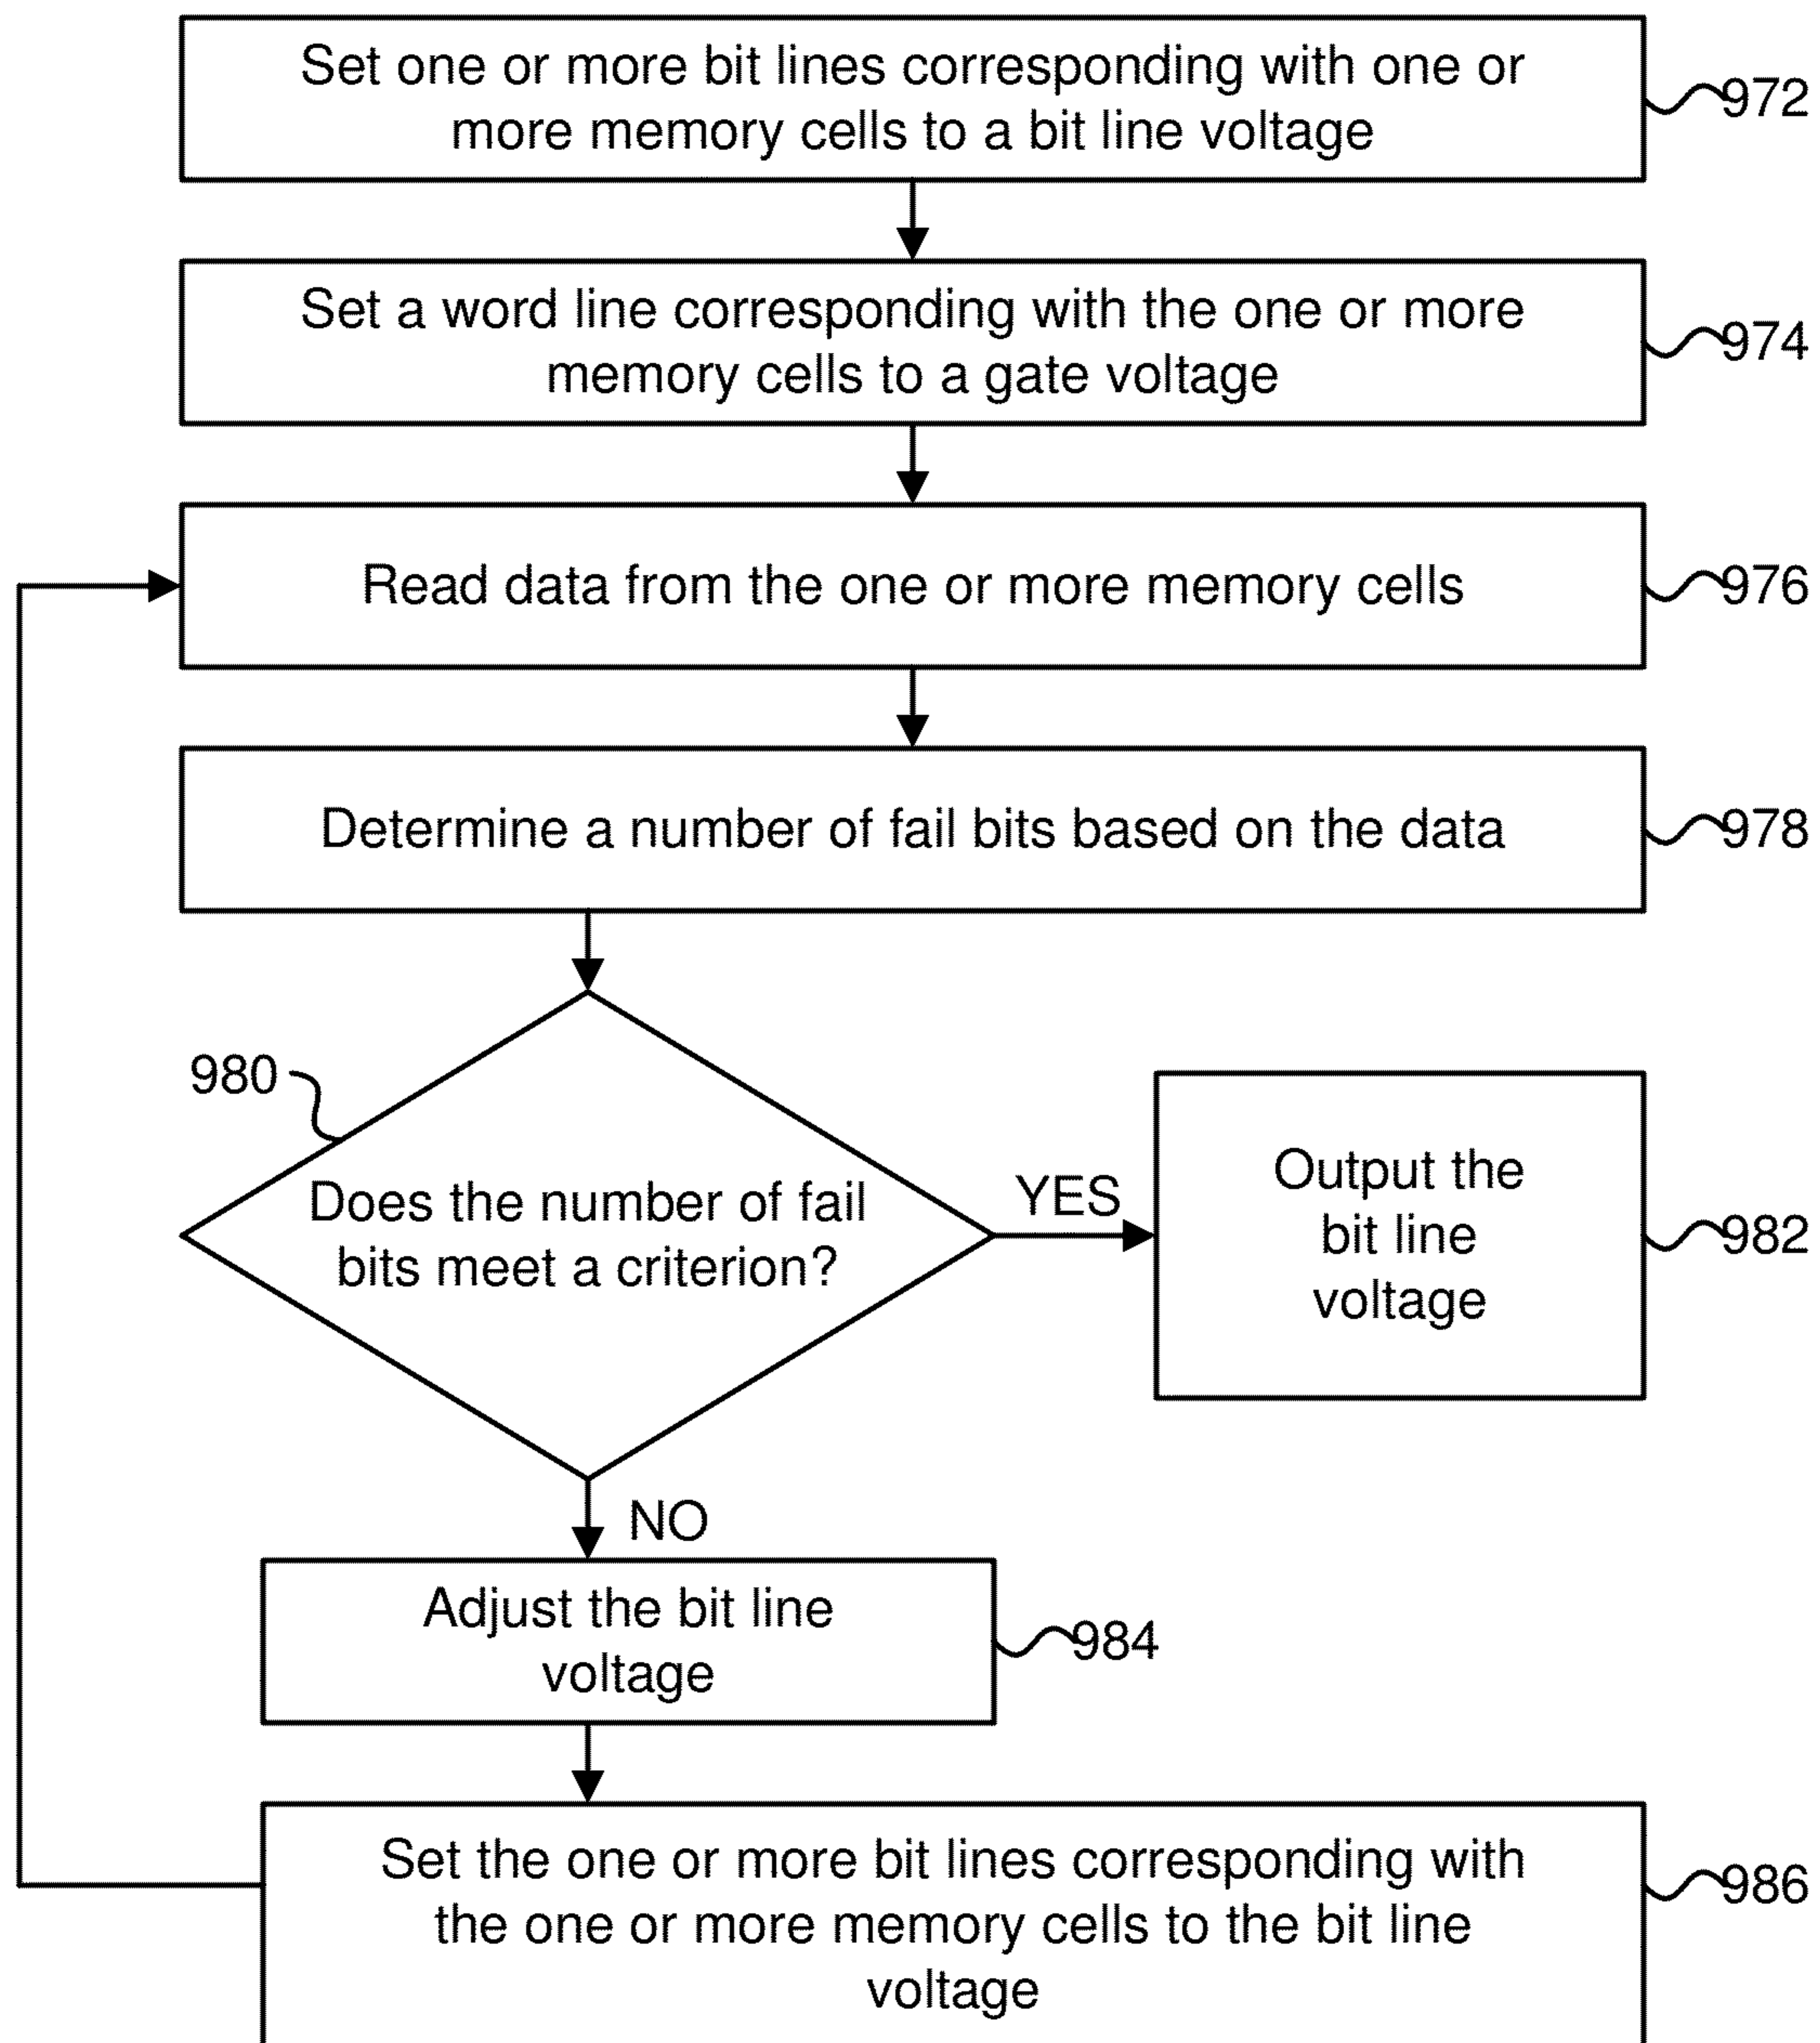 Set one or more bit lines corresponding with one or
more memory cells to a bit line voltage
972
Set a word line corresponding with the one or more
memory cells to a gate voltage
974
Read data from the one or more memory cells
976
Determine a number of fail bits based on the data
978
980
Does the number of fail
bits meet a criterion?
YES
Output the
bit line
voltage
982
NO
Adjust the bit line
voltage
984
Set the one or more bit lines corresponding with
the one or more memory cells to the bit line
voltage
986